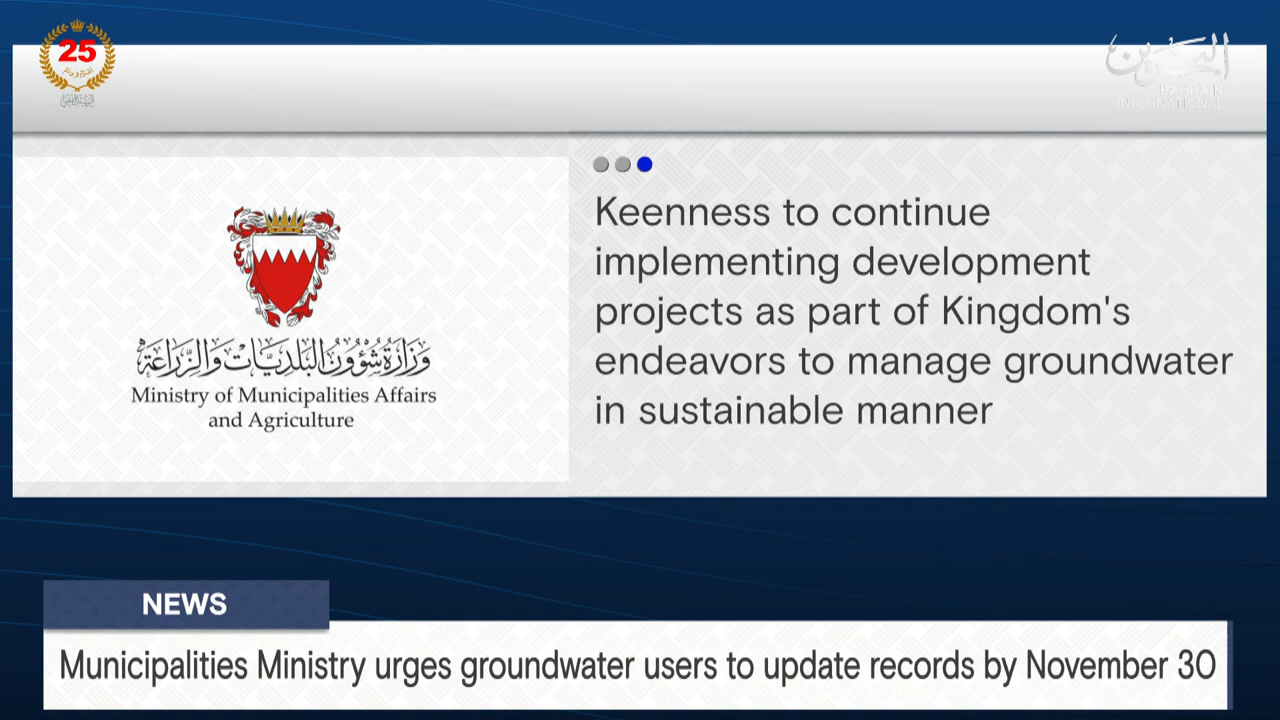 25
البحرين
BAHRAIN
INTERNATIONAL
Keenness to continue
implementing development
projects as part of Kingdom's
endeavors to manage groundwater
in sustainable manner
وزارة شؤون البلديات والزراعة
Ministry of Municipalities Affairs
and Agriculture
NEWS
Municipalities Ministry urges groundwater users to update records by November 30